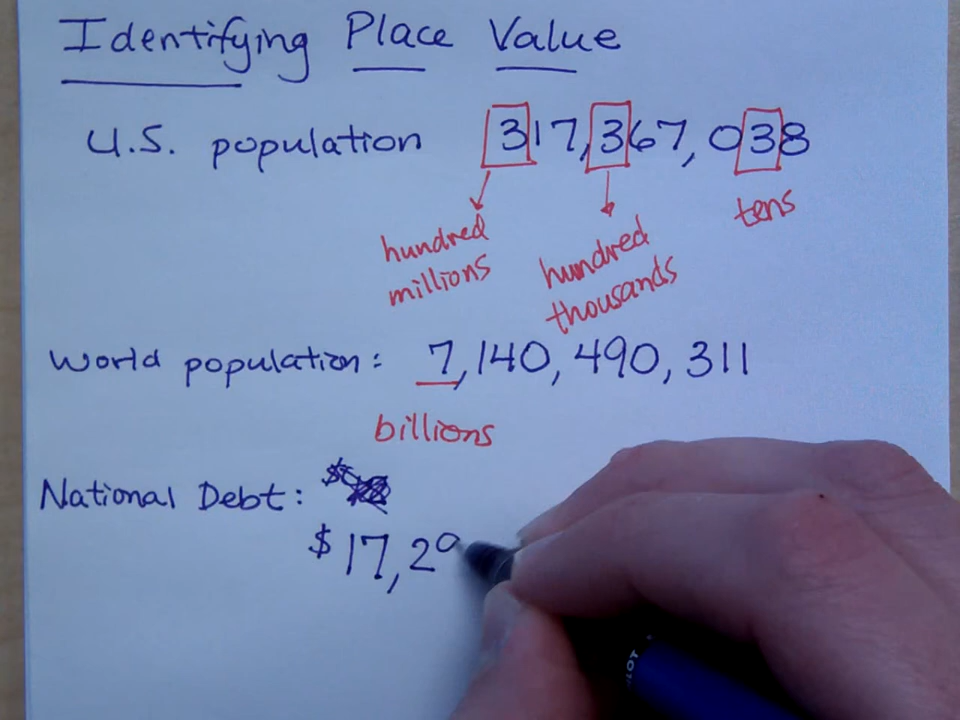 Identifying Place Value
U.S. population 317,367,038
hundred millions
hundred thousands
tens
World population: 7,140,490,311
billions
National Debt:
$17,2